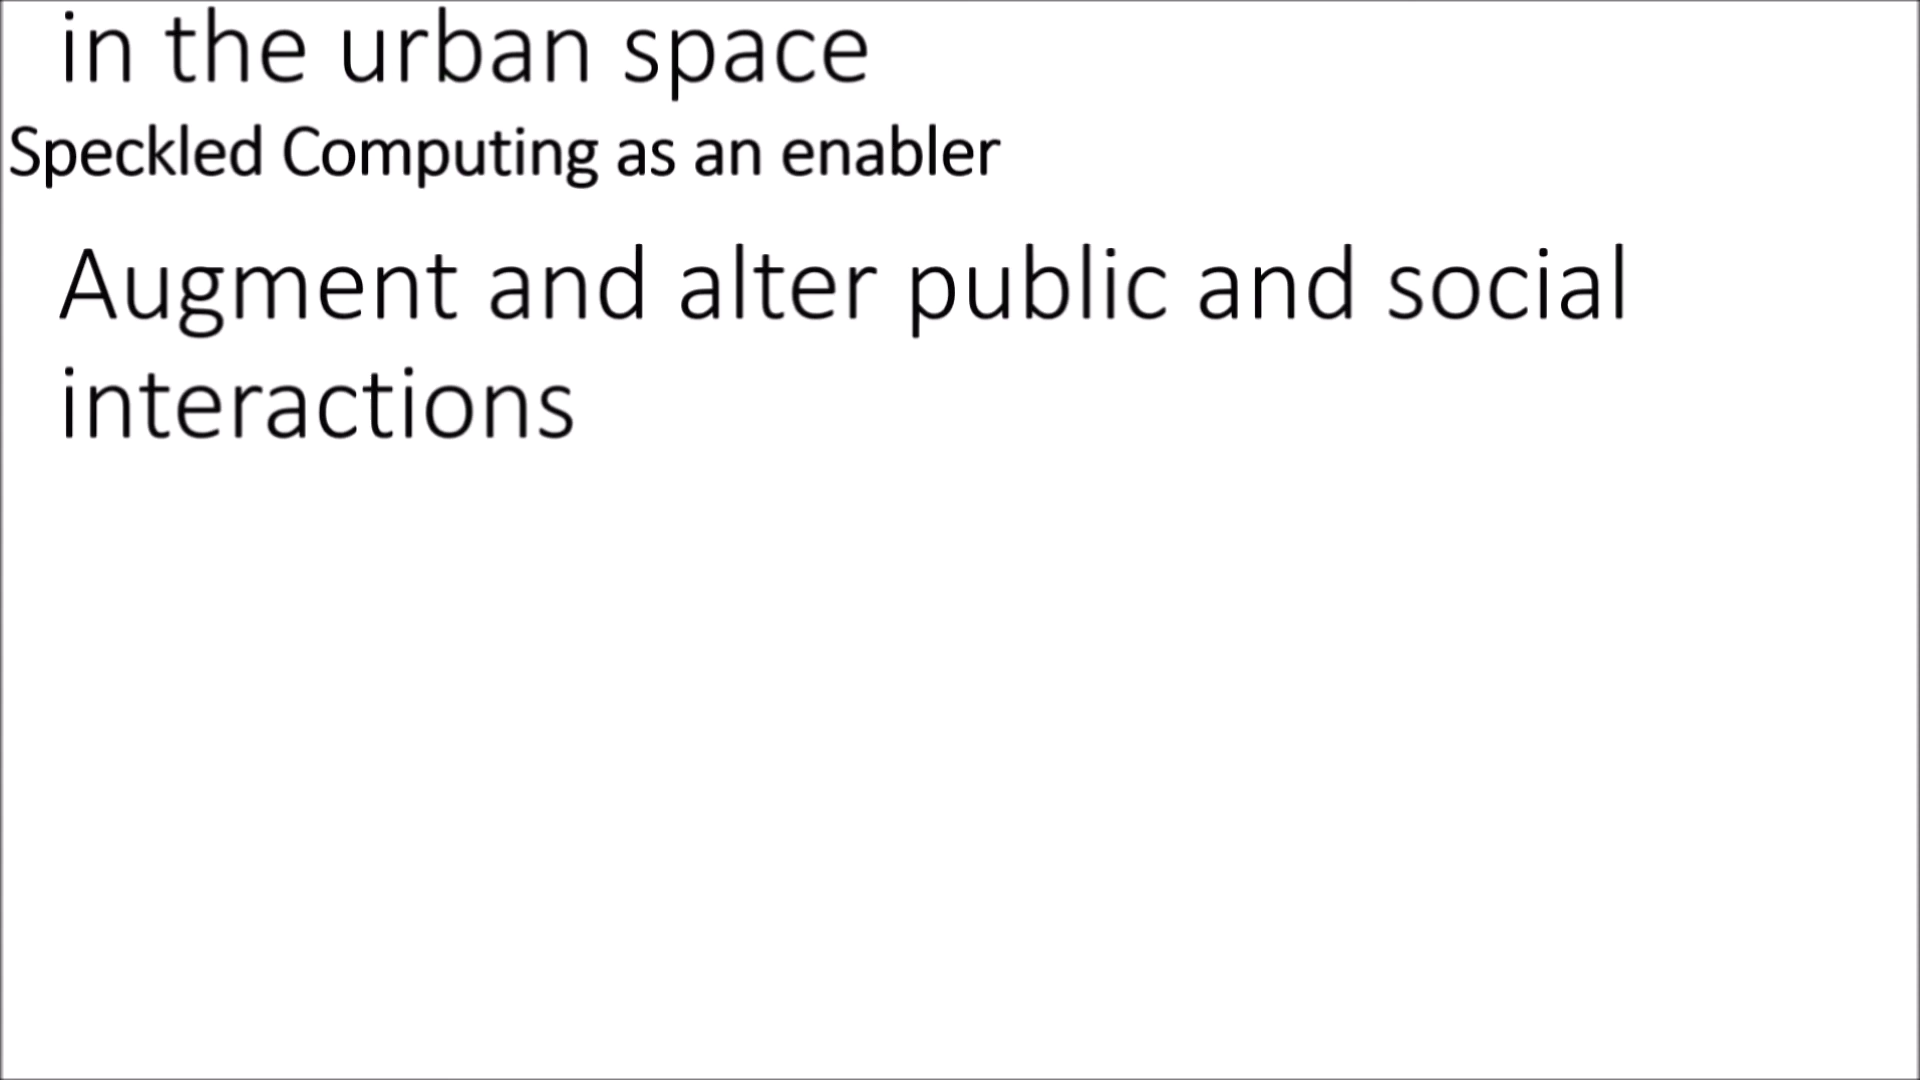 in the urban space
Speckled Computing as an enabler
Augment and alter public and social
interactions